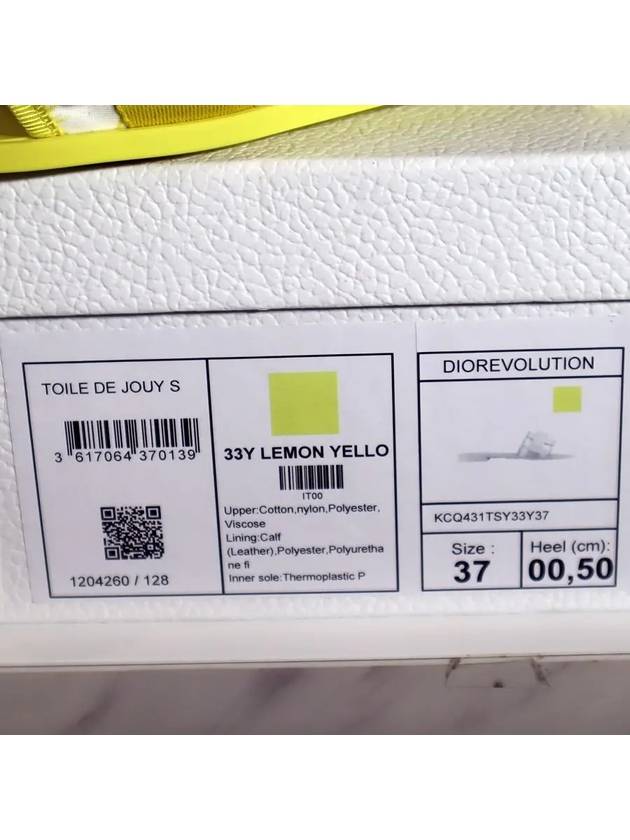 TOILE DE JOUY S
3 617064 370139
1204260 / 128
33Y LEMON YELLO
IT00
Upper:Cotton,nylon,Polyester,
Viscose
Lining:Calf
(Leather),Polyester,Polyuretha
ne fi
Inner sole:Thermoplastic P
DIOREVOLUTION
KCQ431TSY33Y37
Size :
37
Heel (cm):
00,50